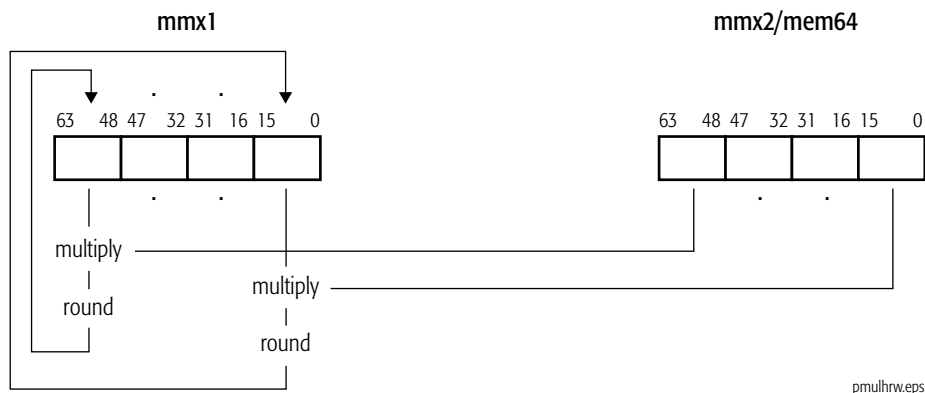 mmx1 mmx2/mem64
. .
63 48 47 32 31 16 15 0 63 48 47 32 31 16 15 0
. . . .
multiply
multiply
round
round
pmulhrw.eps